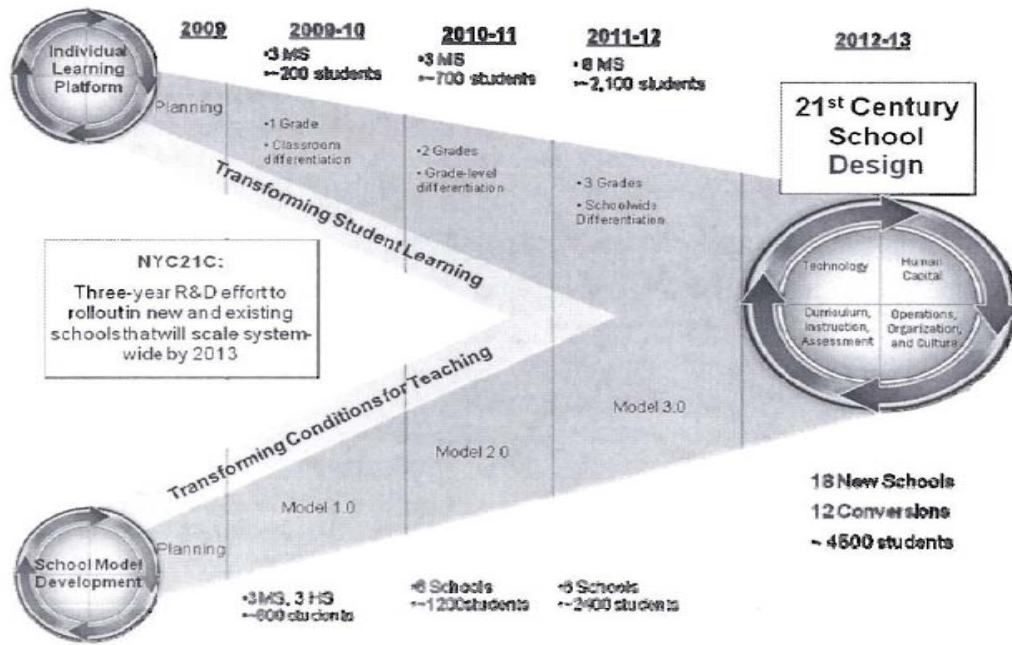 2009
2009-10
2010-11
2011-12
2012-13
Individual
Learning
Platform
•3 MS
•~200 students
•3 MS
•~700 students
•~2,100 students
Planning
•1 Grade
• Classroom
differentiation
•2 Grades
• Grade-level
differentiation
• 3 Grades
• Schoolwide
Differentiation
21st Century
School
Design
Transforming Student Learning
NYC21C:
Three-year R&D effort to
rollout in new and existing
schools that will scale system-
wide by 2013
Technology
Human
Capital
Curriculum,
Instruction,
Assessment
Operations,
Organization,
and Culture
Transforming Conditions for Teaching
Model 1.0
Model 2.0
Model 3.0
Planning
School Model
Development
•3 MS, 3 HS
students
Schools
•~1200 students
Schools
•~2400 students
18 New Schools
12 Conversions
~ 4500 students